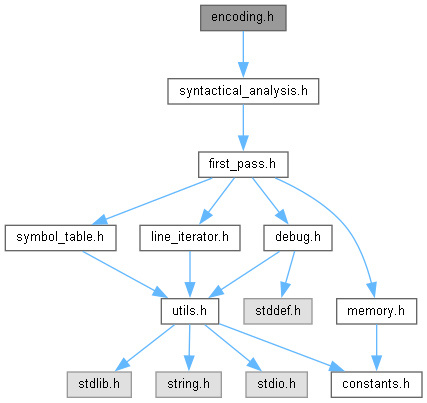 encoding.h
syntactical_analysis.h
first_pass.h
symbol_table.h
line_iterator.h
debug.h
utils.h
stddef.h
memory.h
stdlib.h
string.h
stdio.h
constants.h